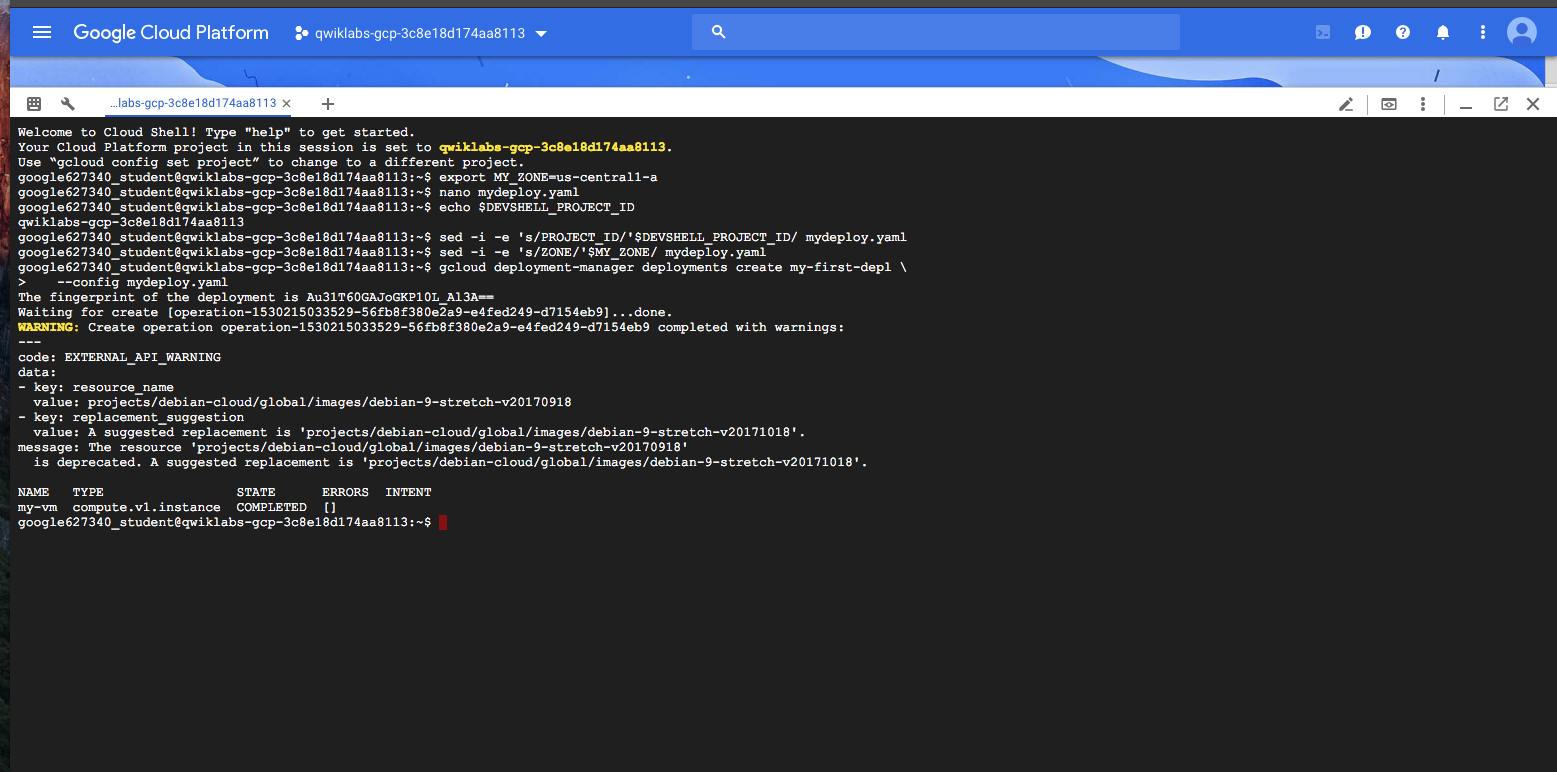 Google Cloud Platform
qwiklabs-gcp-3c8e18d174aa8113
...labs-gcp-3c8e18d174aa8113
Welcome to Cloud Shell! Type "help" to get started.
Your Cloud Platform project in this session is set to qwiklabs-gcp-3c8e18d174aa8113.
Use “gcloud config set project” to change to a different project.
google627340_student@qwiklabs-gcp-3c8e18d174aa8113:~$ export MY_ZONE=us-central1-a
google627340_student@qwiklabs-gcp-3c8e18d174aa8113:~$ nano mydeploy.yaml
google627340_student@qwiklabs-gcp-3c8e18d174aa8113:~$ echo $DEVSHELL_PROJECT_ID
qwiklabs-gcp-3c8e18d174aa8113
google627340_student@qwiklabs-gcp-3c8e18d174aa8113:~$ sed -i -e 's/PROJECT_ID/'$DEVSHELL_PROJECT_ID/ mydeploy.yaml
google627340_student@qwiklabs-gcp-3c8e18d174aa8113:~$ sed -i -e 's/ZONE/'$MY_ZONE/ mydeploy.yaml
google627340_student@qwiklabs-gcp-3c8e18d174aa8113:~$ gcloud deployment-manager deployments create my-first-depl \
>    --config mydeploy.yaml
The fingerprint of the deployment is Au31T60GAJoGKP10L_Al3A==
Waiting for create [operation-1530215033529-56fb8f380e2a9-e4fed249-d7154eb9]...done.
WARNING: Create operation operation-1530215033529-56fb8f380e2a9-e4fed249-d7154eb9 completed with warnings:
---
code: EXTERNAL_API_WARNING
data:
- key: resource_name
  value: projects/debian-cloud/global/images/debian-9-stretch-v20170918
- key: replacement_suggestion
  value: A suggested replacement is 'projects/debian-cloud/global/images/debian-9-stretch-v20171018'.
message: The resource 'projects/debian-cloud/global/images/debian-9-stretch-v20170918'
  is deprecated. A suggested replacement is 'projects/debian-cloud/global/images/debian-9-stretch-v20171018'.
NAME   TYPE                 STATE      ERRORS  INTENT
my-vm  compute.v1.instance  COMPLETED  []
google627340_student@qwiklabs-gcp-3c8e18d174aa8113:~$